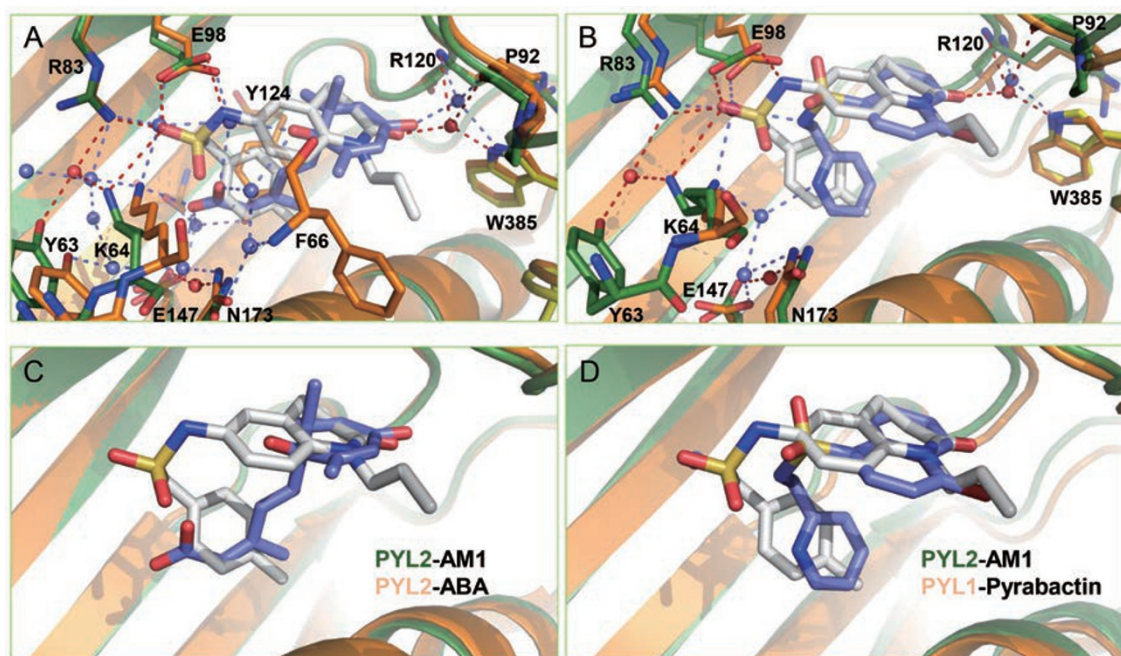 A
E98
R83
Y124
R120
P92
W385
Y63
K64
F66
E147
N173
B
E98
R83
R120
P92
W385
K64
Y63
E147
N173
C
PYL2-AM1
PYL2-ABA
D
PYL2-AM1
PYL1-Pyrabactin